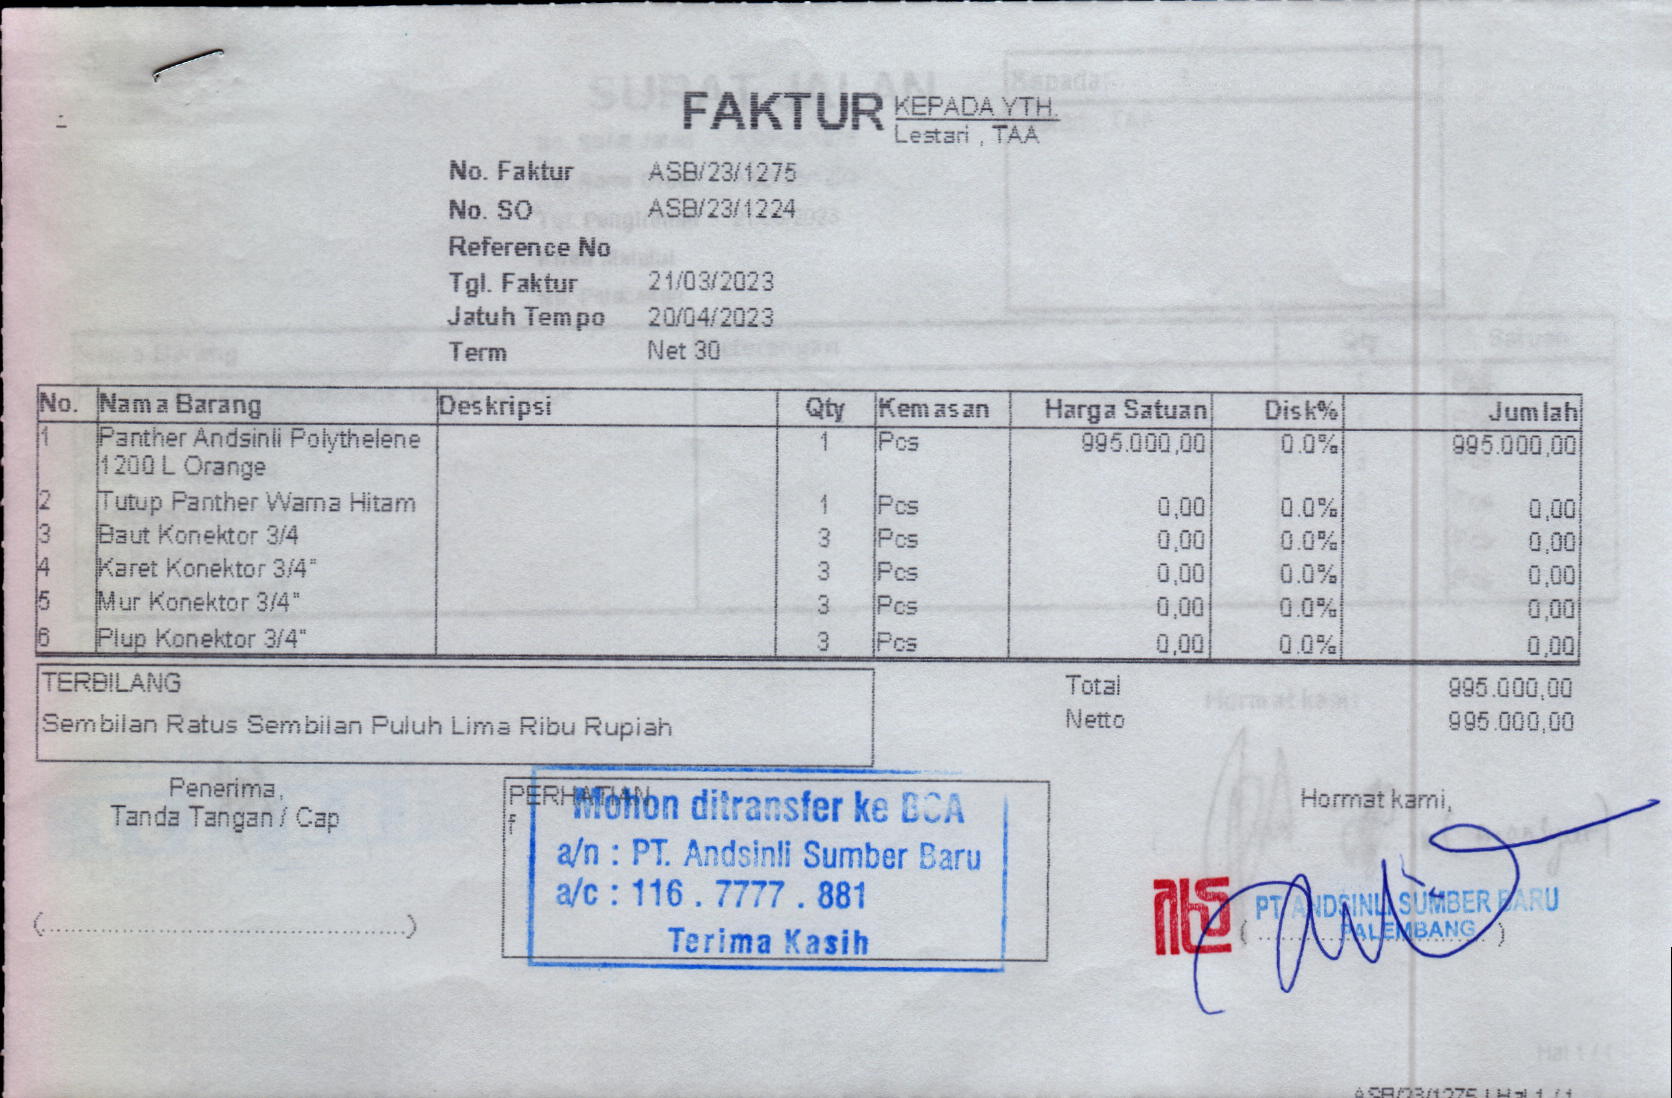 FAKTUR
KEPADA YTH.
Lestari , TAA
No. Faktur ASB/23/1275
No. SO ASB/23/1224
Reference No
Tgl. Faktur 21/03/2023
Jatuh Tempo 20/04/2023
Term Net 30
No. Nama Barang Deskripsi Qty Kemasan Harga Satuan Disk% Jumlah
1 Panther Andsinli Polythelene 1 Pcs 995.000,00 0.0% 995.000,00
1200 L Orange
2 Tutup Panther Warna Hitam 1 Pcs 0,00 0.0% 0,00
3 Baut Konektor 3/4 3 Pcs 0,00 0.0% 0,00
4 Karet Konektor 3/4" 3 Pcs 0,00 0.0% 0,00
5 Mur Konektor 3/4" 3 Pcs 0,00 0.0% 0,00
6 Plup Konektor 3/4" 3 Pcs 0,00 0.0% 0,00
TERBILANG
Sembilan Ratus Sembilan Puluh Lima Ribu Rupiah
Total 995.000,00
Netto 995.000,00
Penerima,
Tanda Tangan / Cap
(..........................................)
PERHATIAN
f
Mohon ditransfer ke BCA
a/n : PT. Andsinli Sumber Baru
a/c : 116 . 7777 . 881
Terima Kasih
Hormat kami,
PT. ANDSINLI SUMBER BARU
PALEMBANG
ASB/23/1275 | Hal 1 / 1